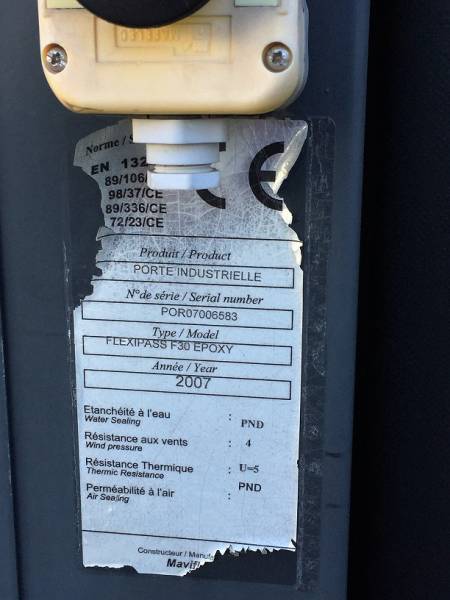 Norme /
EN 132
89/106/
98/37/CE
89/336/CE
72/23/CE
CE
Produit / Product
PORTE INDUSTRIELLE
N°de série / Serial number
POR07006583
Type / Model
FLEXIPASS F30 EPOXY
Année / Year
2007
Etanchéité à l'eau : PND
Water Sealing
Résistance aux vents : 4
Wind pressure
Résistance Thermique : U=5
Thermic Resistance
Perméabilité à l'air : PND
Air Sealing
Constructeur / Manufa
Mavifl